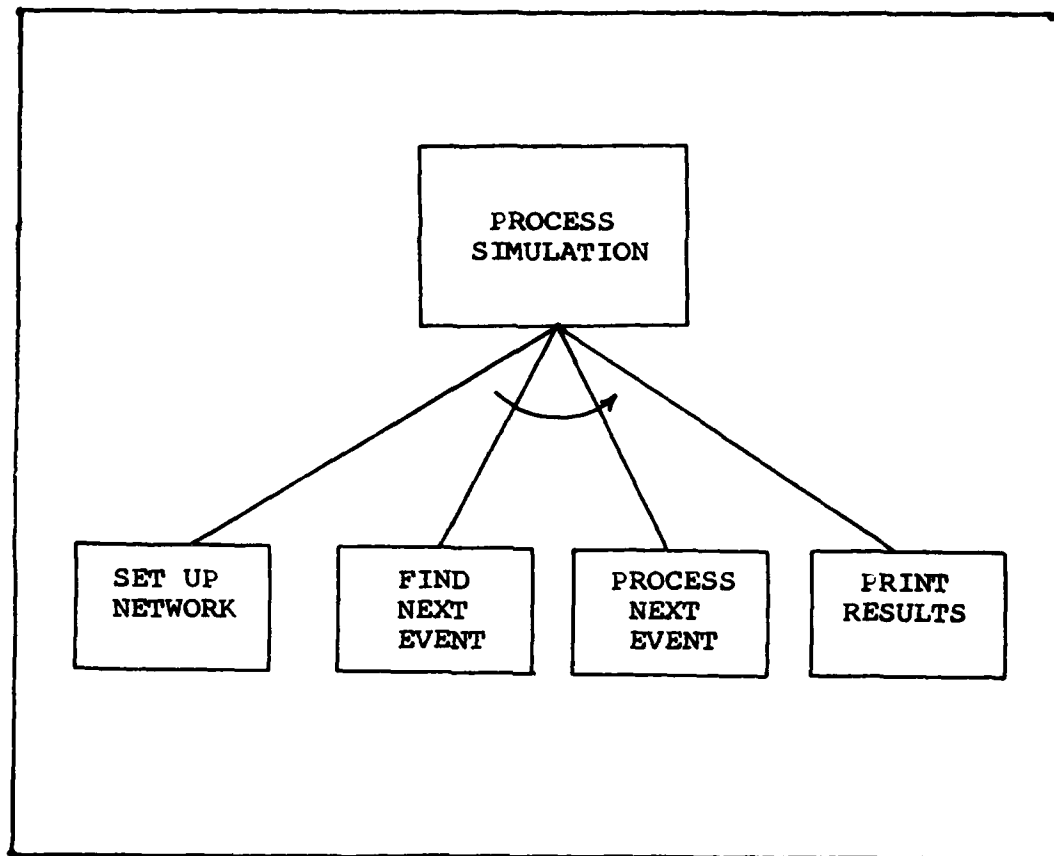 PROCESS
SIMULATION
SET UP
NETWORK
FIND
NEXT
EVENT
PROCESS
NEXT
EVENT
PRINT
RESULTS